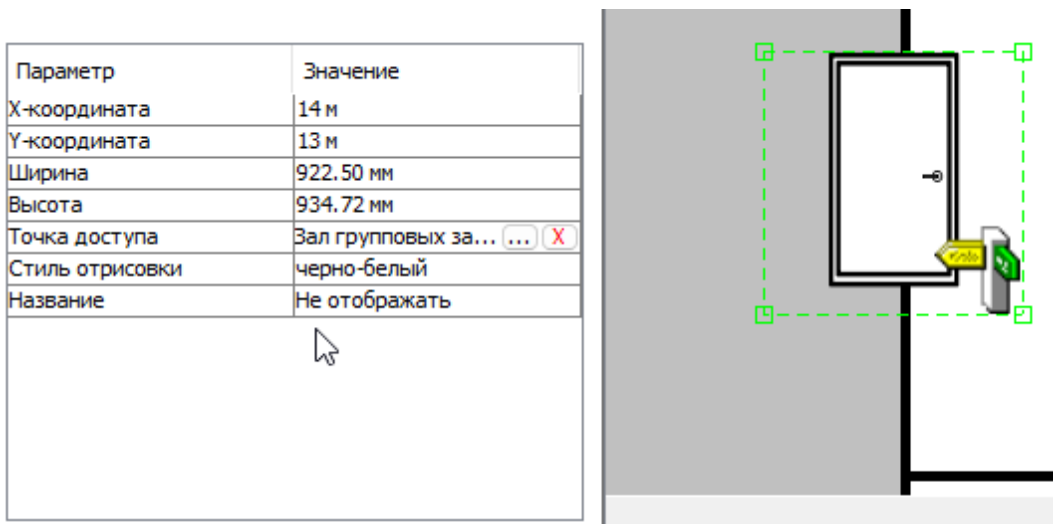 Параметр Значение
X-координата 14 м
Y-координата 13 м
Ширина 922.50 мм
Высота 934.72 мм
Точка доступа Зал групповых за... ... X
Стиль отрисовки черно-белый
Название Не отображать